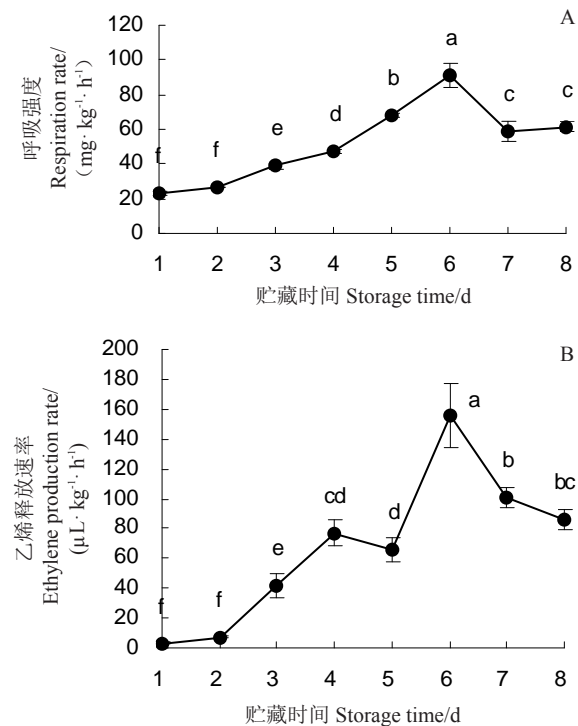 A
呼吸强度
Respiration rate/
(mg· kg⁻¹· h⁻¹)
120
100
80
60
40
20
0
f
f
e
d
b
a
c
c
1 2 3 4 5 6 7 8
贮藏时间 Storage time/d
B
乙烯释放速率
Ethylene production rate/
(μL· kg⁻¹· h⁻¹)
200
180
160
140
120
100
80
60
40
20
0
f
f
e
cd
d
a
b
bc
1 2 3 4 5 6 7 8
贮藏时间 Storage time/d